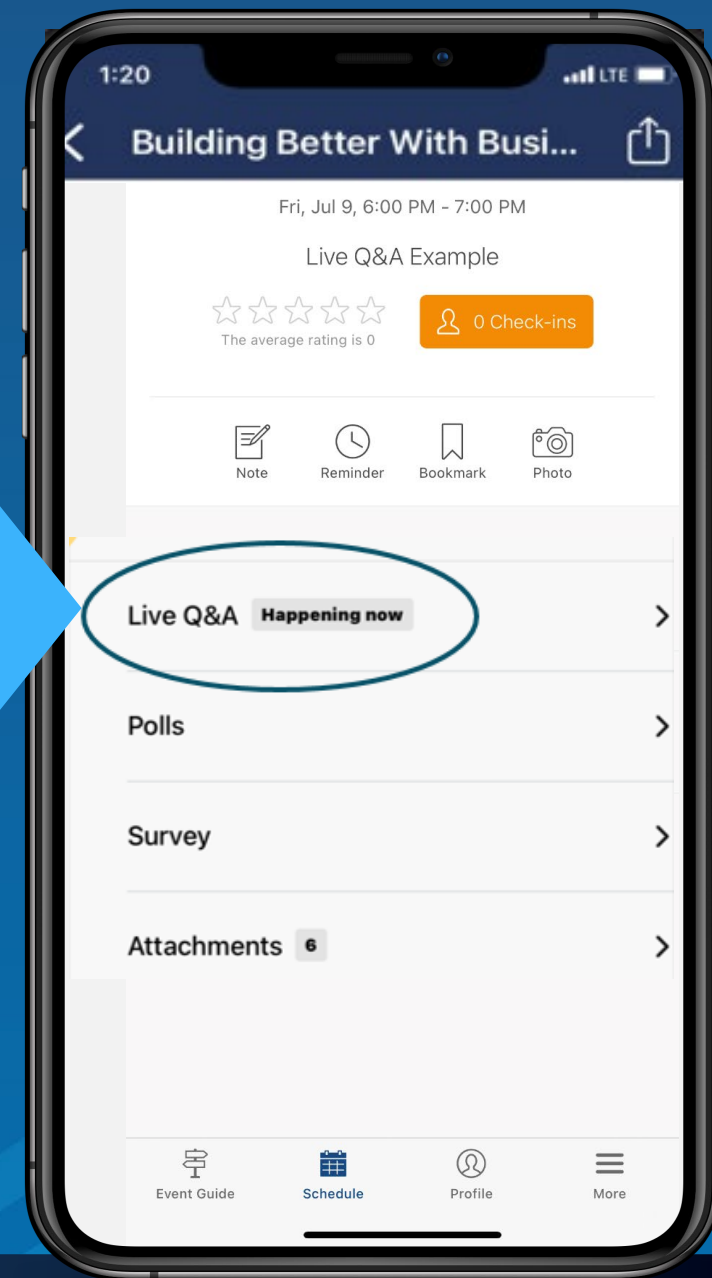 1:20 LTE
Building Better With Busi...
Fri, Jul 9, 6:00 PM - 7:00 PM
Live Q&A Example
The average rating is 0
0 Check-ins
Note Reminder Bookmark Photo
Live Q&A Happening now
Polls
Survey
Attachments 6
Event Guide Schedule Profile More